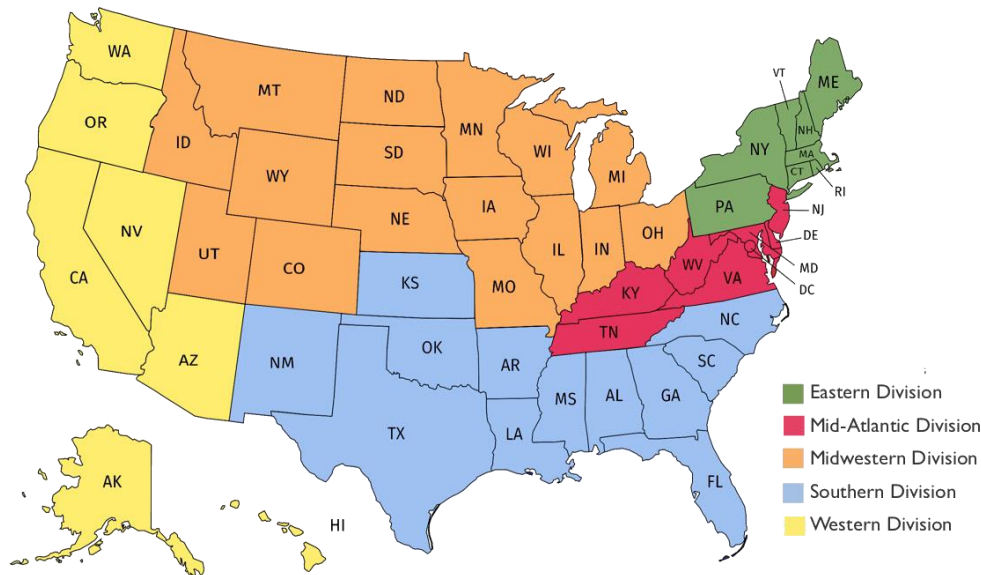 WA
OR
CA
NV
AZ
AK
HI
ID
MT
WY
UT
CO
ND
SD
NE
KS
NM
OK
TX
MN
IA
MO
AR
LA
WI
IL
MI
IN
OH
KY
TN
MS
AL
GA
FL
SC
NC
VA
WV
PA
NY
VT
NH
ME
MA
CT
RI
NJ
DE
MD
DC
Eastern Division
Mid-Atlantic Division
Midwestern Division
Southern Division
Western Division